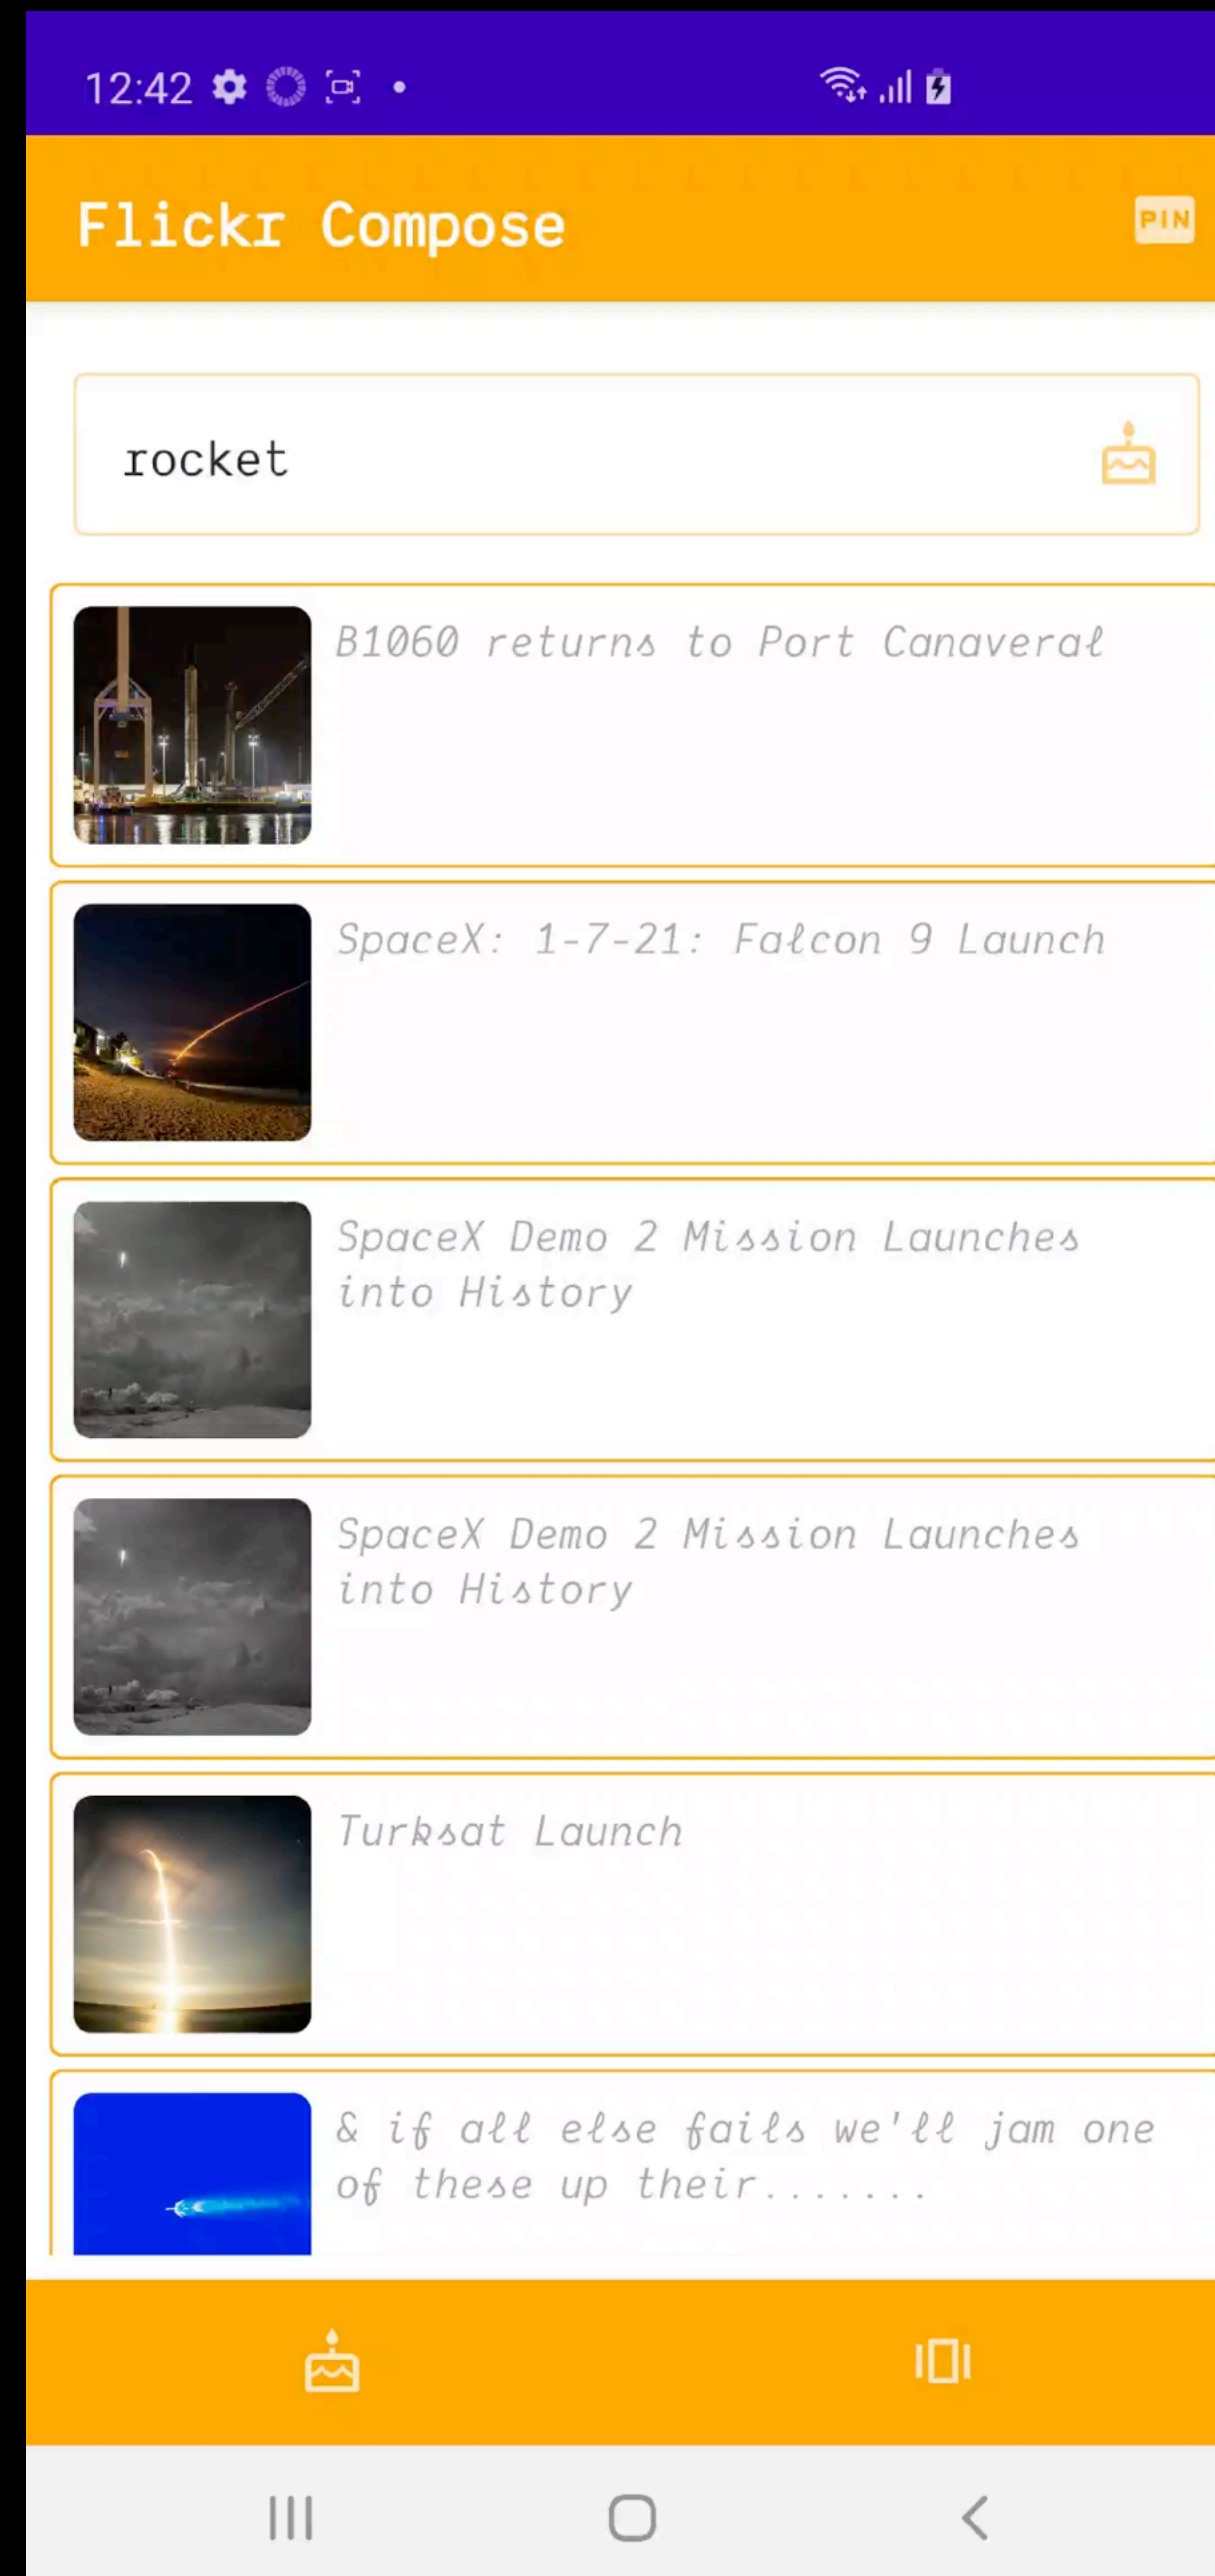 12:42
Flickr Compose
PIN
rocket
B1060 returns to Port Canaveral
SpaceX: 1-7-21: Falcon 9 Launch
SpaceX Demo 2 Mission Launches
into History
SpaceX Demo 2 Mission Launches
into History
Turksat Launch
& if all else fails we'll jam one
of these up their.......